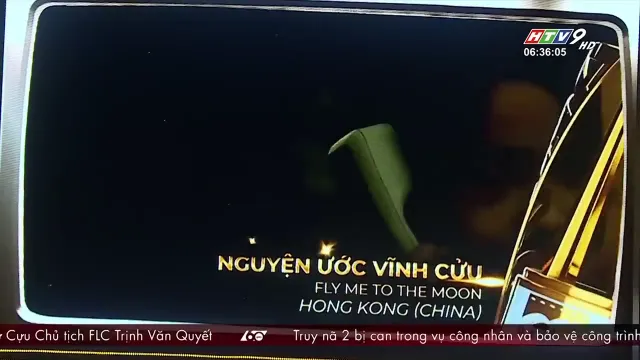 HTV9 HD
06:36:05
NGUYỆN ƯỚC VĨNH CỬU
FLY ME TO THE MOON
HONG KONG (CHINA)
Cựu Chủ tịch FLC Trịnh Văn Quyết 60 Truy nã 2 bị can trong vụ công nhân và bảo vệ công trình